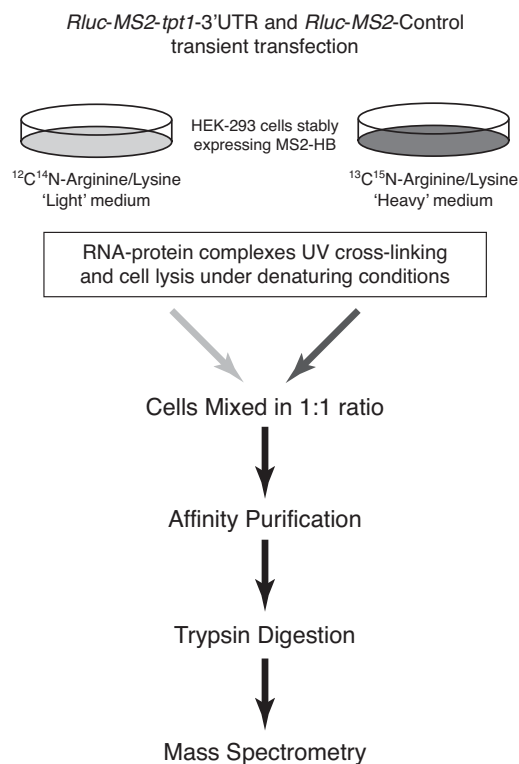 Rluc-MS2-tpt1-3’UTR and Rluc-MS2-Control
transient transfection
HEK-293 cells stably
expressing MS2-HB
¹²C¹⁴N-Arginine/Lysine
‘Light’ medium
¹³C¹⁵N-Arginine/Lysine
‘Heavy’ medium
RNA-protein complexes UV cross-linking
and cell lysis under denaturing conditions
Cells Mixed in 1:1 ratio
Affinity Purification
Trypsin Digestion
Mass Spectrometry